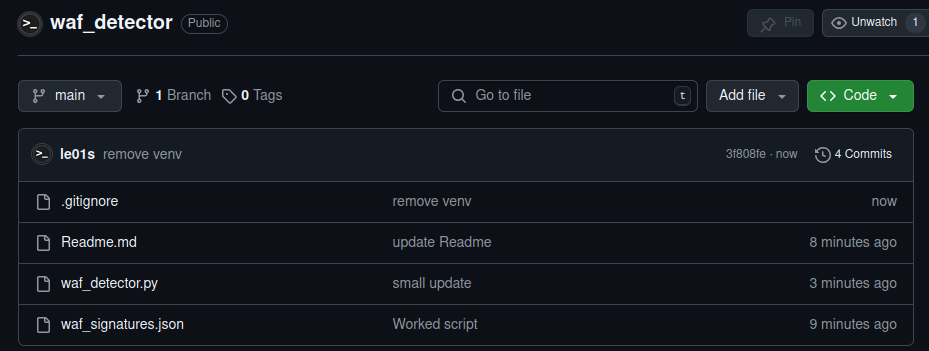 >_ waf_detector Public Pin Unwatch 1
main 1 Branch 0 Tags Go to file t Add file <> Code
>_ le01s remove venv 3f808fe · now 4 Commits
.gitignore remove venv now
Readme.md update Readme 8 minutes ago
waf_detector.py small update 3 minutes ago
waf_signatures.json Worked script 9 minutes ago